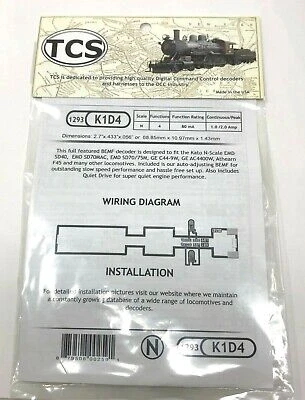 TCS
TCS is dedicated to providing high quality Digital Command Control decoders
and harnesses to the DCC Industry.
Made in the USA
1293 K1D4
Scale Functions Function Rating Continuous/Peak
N 4 80 mA 1.0 /2.0 Amp
Dimensions: 2.7"x.433"x.056" or 68.85mm x 10.97mm x 1.43mm
This full featured BEMF decoder is designed to fit the Kato N-Scale EMD
SD40, EMD SD70MAC, EMD SD70/75M, GE C44-9W, GE AC4400W, Athearn
F45 and many other locomotives. Included is our auto-adjusting BEMF for
outstanding slow speed performance and hassle free set up. Also Includes
Quiet Drive for super quiet engine performance.
WIRING DIAGRAM
INSTALLATION
For detailed installation pictures visit our website where we maintain
a constantly growing database of a wide range of locomotives and
decoders.
N 1293 K1D4